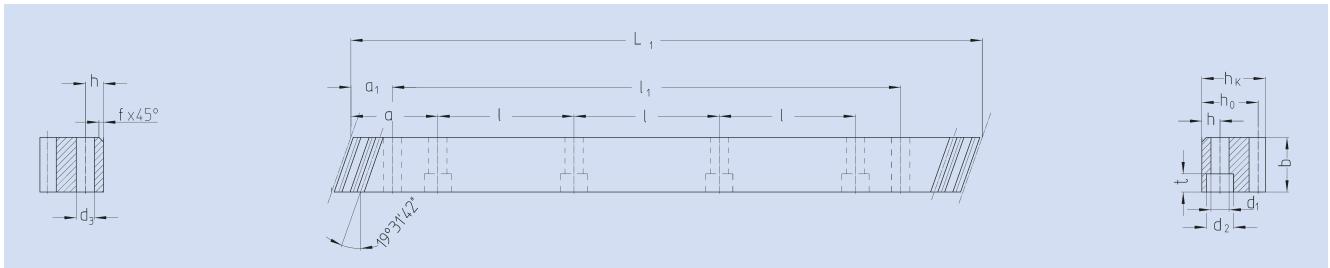 L₁
h
a₁
l₁
hK
f x 45°
a
l
l
l
h₀
h
b
t
d₃
19°31'42"
d₁
d₂